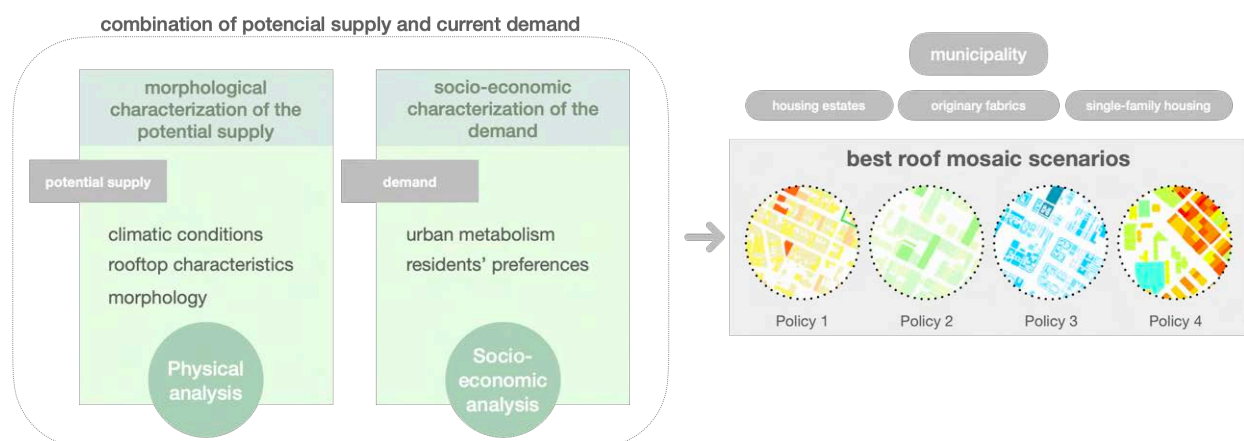 combination of potencial supply and current demand
morphological
characterization of the
potential supply
potential supply
climatic conditions
rooftop characteristics
morphology
Physical
analysis
socio-economic
characterization of the
demand
demand
urban metabolism
residents’ preferences
Socio-
economic
analysis
municipality
housing estates
originary fabrics
single-family housing
best roof mosaic scenarios
Policy 1
Policy 2
Policy 3
Policy 4